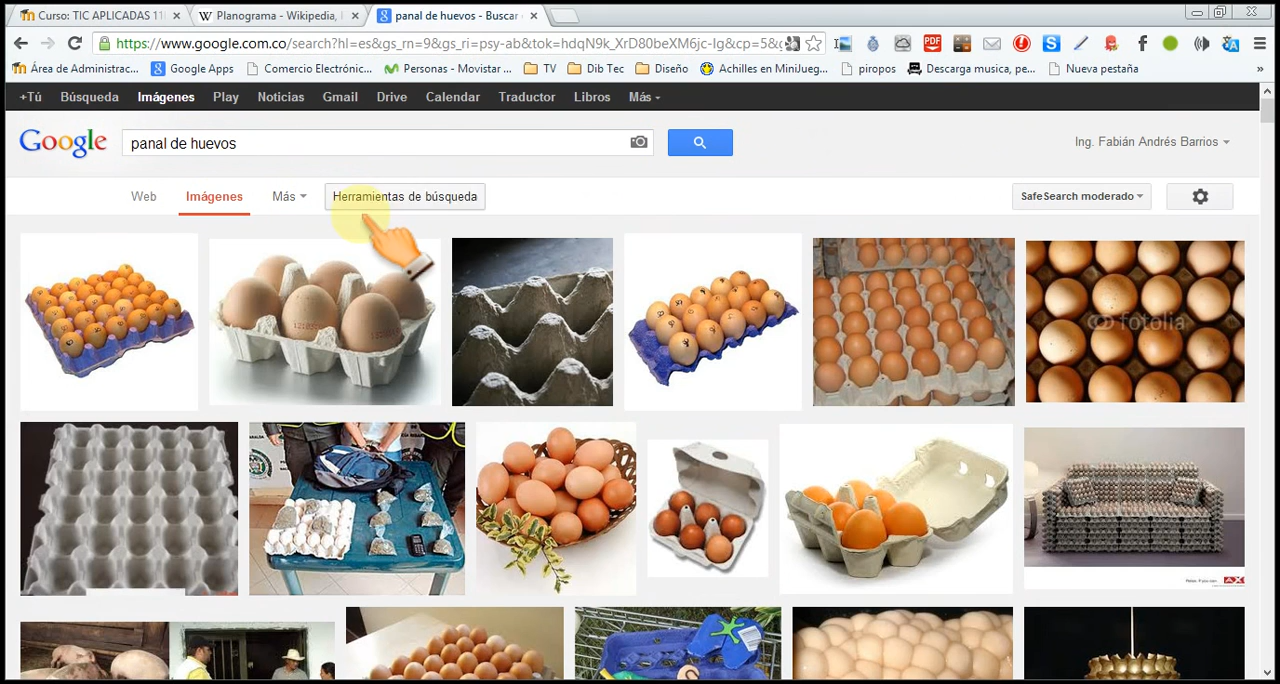 Curso: TIC APLICADAS 11
Planograma - Wikipedia, l
panal de huevos - Buscar
https://www.google.com.co/search?hl=es&gs_rn=9&gs_ri=psy-ab&tok=hdqN9k_XrD80beXM6jc-Ig&cp=5&g
PDF
Área de Administrac...
Google Apps
Comercio Electrónic...
Personas - Movistar ...
TV
Dib Tec
Diseño
Achilles en MiniJueg...
piropos
Descarga musica, pe...
Nueva pestaña
»
+Tú
Búsqueda
Imágenes
Play
Noticias
Gmail
Drive
Calendar
Traductor
Libros
Más
Google
panal de huevos
Ing. Fabián Andrés Barrios
Web
Imágenes
Más
Herramientas de búsqueda
SafeSearch moderado
fotolia